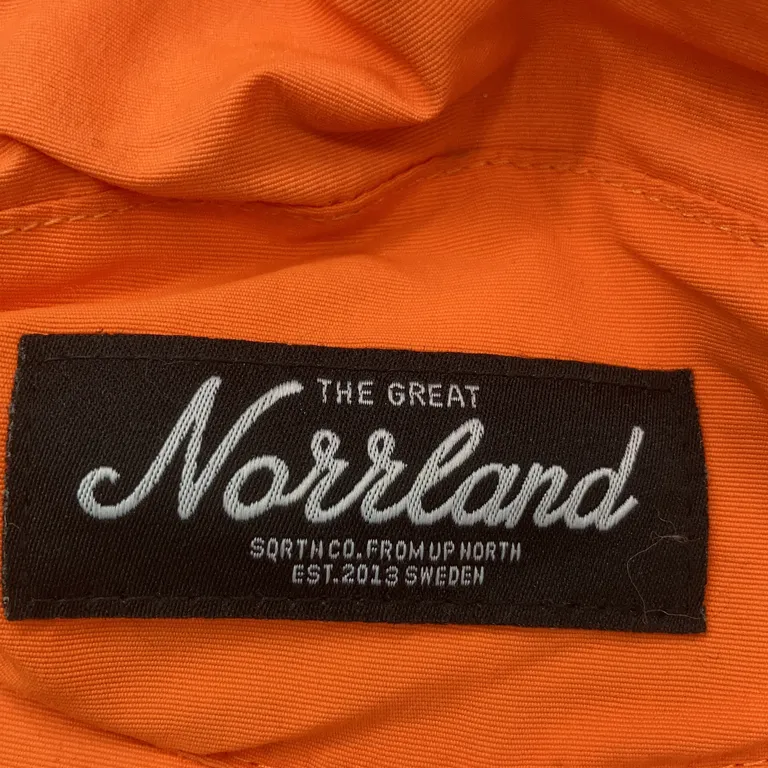 THE GREAT
Norrland
SQRTN CO. FROM UP NORTH
EST. 2013 SWEDEN